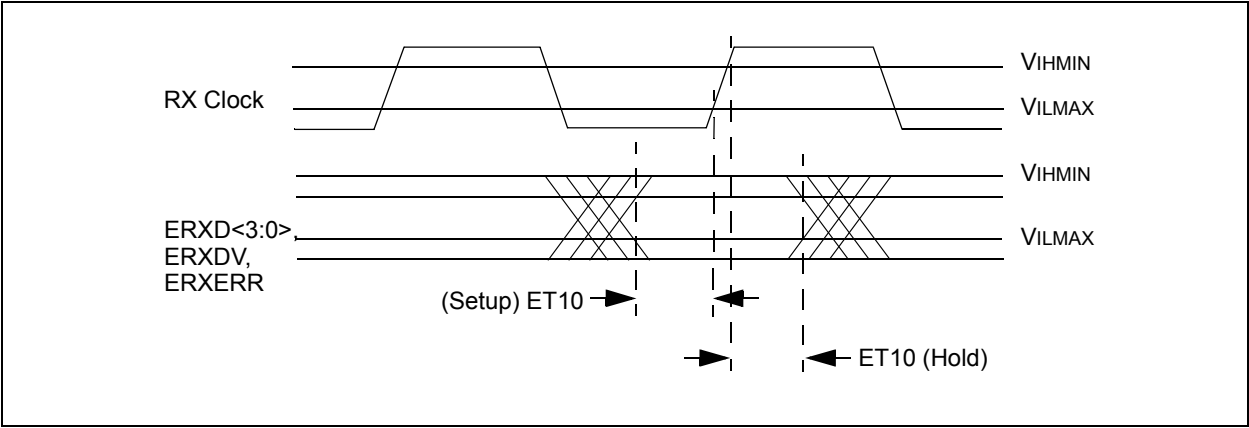 RX Clock
VIHMIN
VILMAX
VIHMIN
ERXD<3:0>,
ERXDV,
ERXERR
VILMAX
(Setup) ET10
ET10 (Hold)